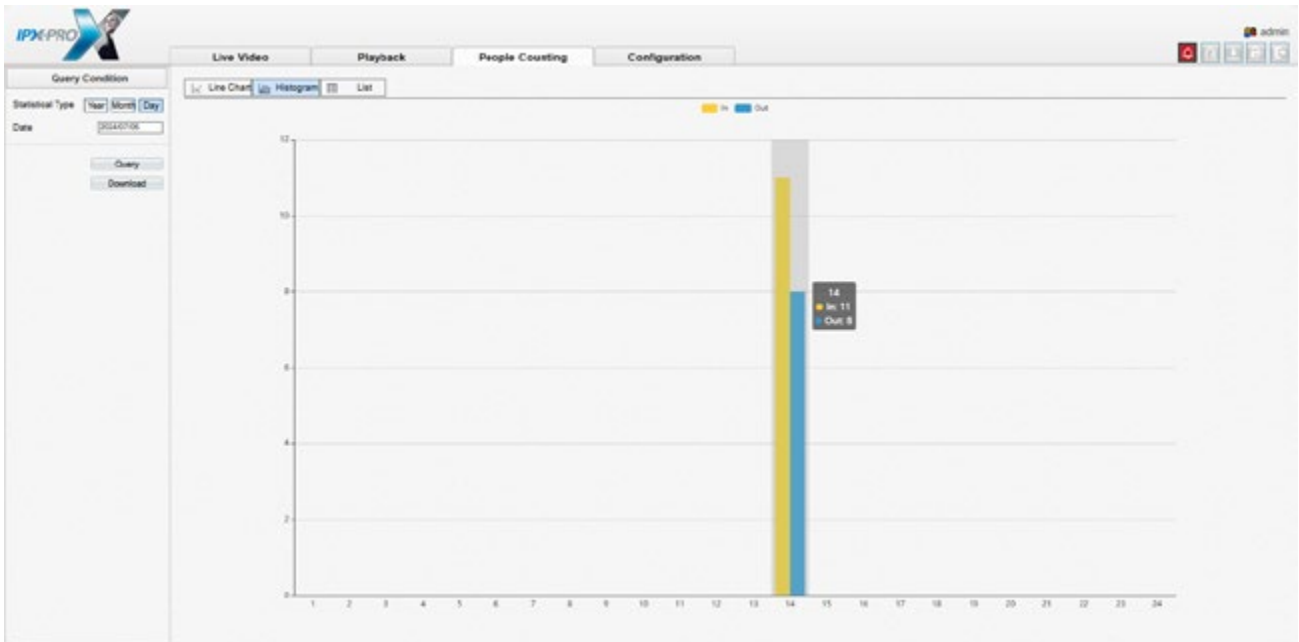 IPX-PRO
admin
Live Video
Playback
People Counting
Configuration
Query Condition
Line Chart
Histogram
List
Statistical Type
Year
Month
Day
In
Out
Date
2024/07/06
Query
Download
12
10
8
6
4
2
0
14
In: 11
Out: 8
1 2 3 4 5 6 7 8 9 10 11 12 13 14 15 16 17 18 19 20 21 22 23 24